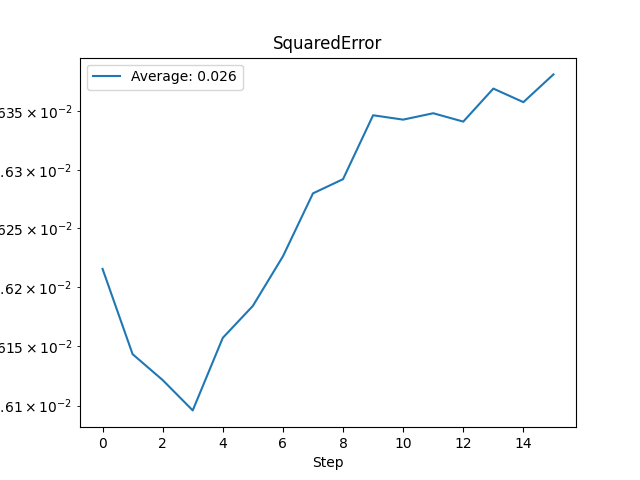 SquaredError
Average: 0.026
635 × 10⁻²
.63 × 10⁻²
625 × 10⁻²
.62 × 10⁻²
615 × 10⁻²
.61 × 10⁻²
0 2 4 6 8 10 12 14
Step